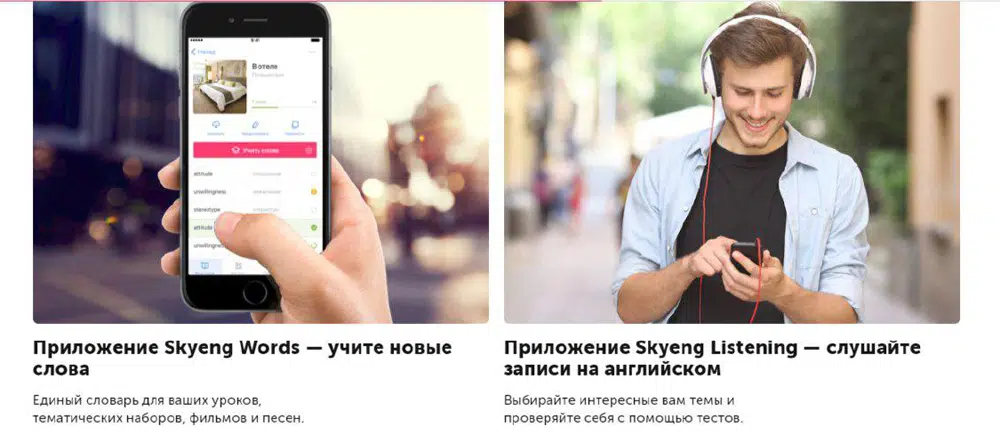 Назад
В отеле
Путешествия
Учить слова
attitude
unwillingness
stereotype
attitude
unwillingness
Приложение Skyeng Words — учите новые
слова
Единый словарь для ваших уроков,
тематических наборов, фильмов и песен.
Приложение Skyeng Listening — слушайте
записи на английском
Выбирайте интересные вам темы и
проверяйте себя с помощью тестов.